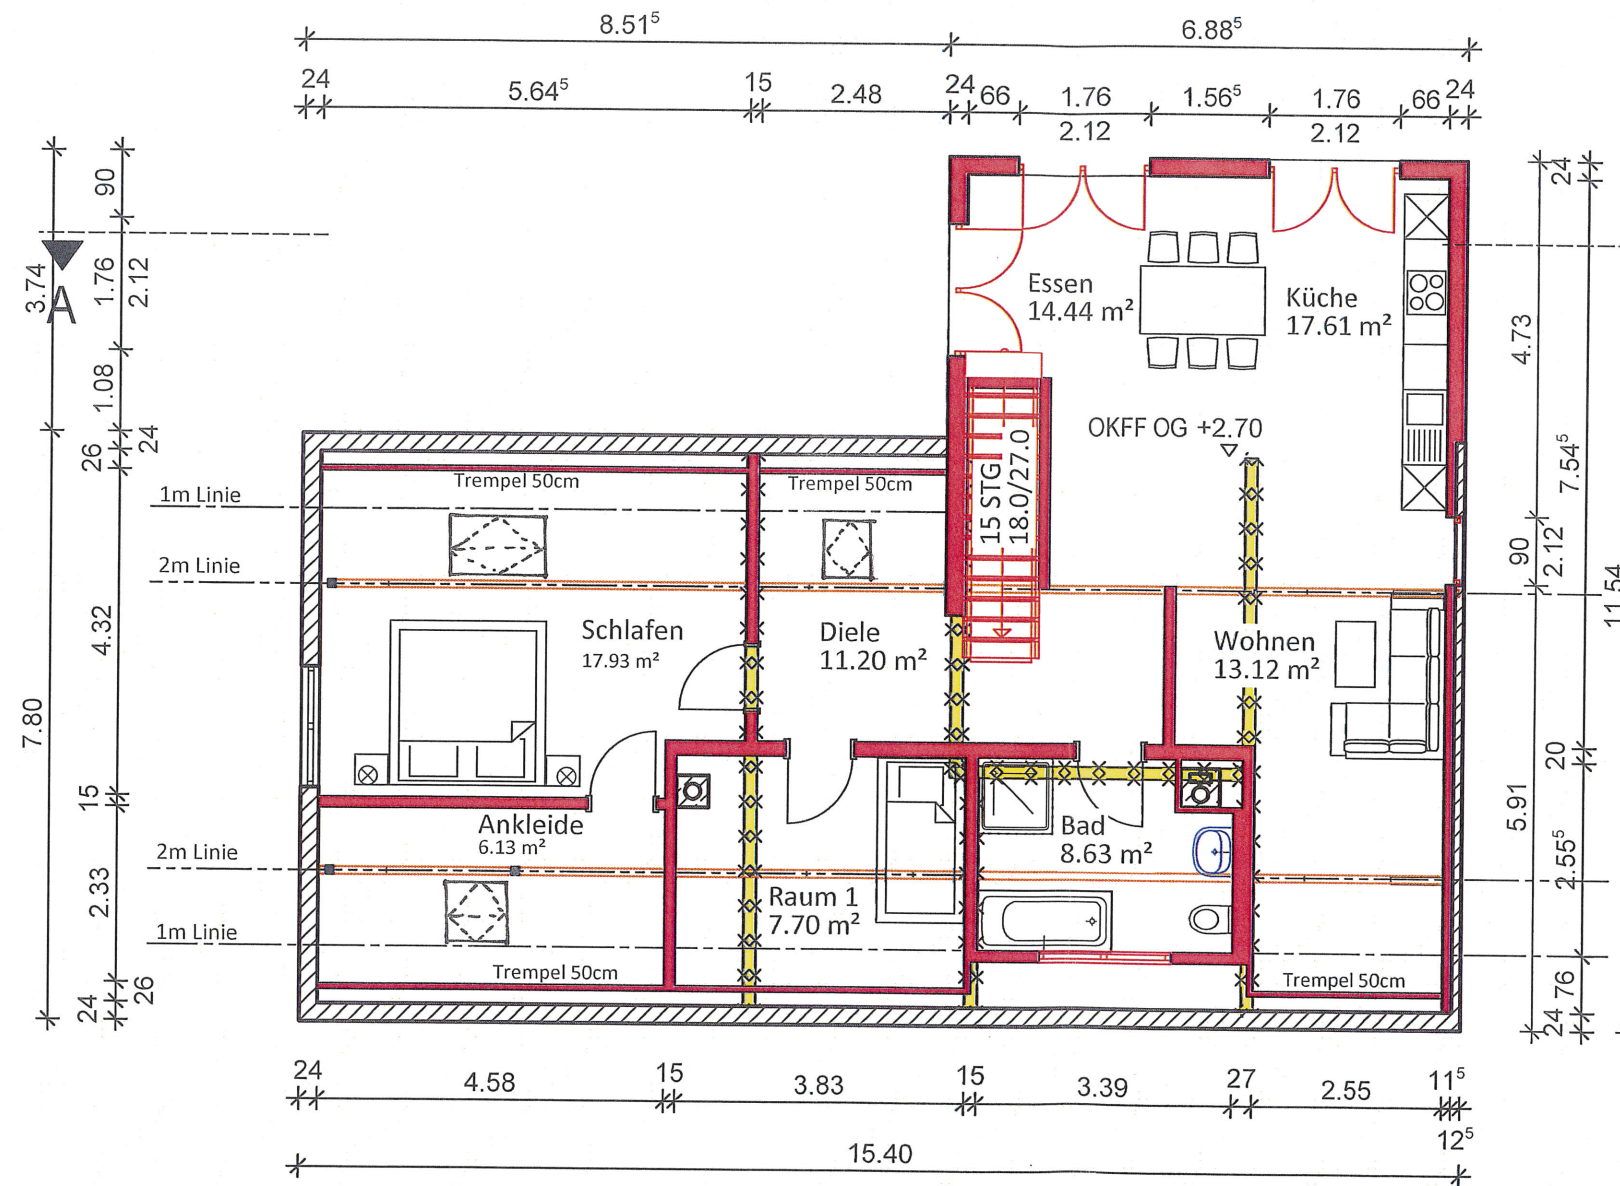 8.51⁵
6.88⁵
24
5.64⁵
15
2.48
24
66
1.76
1.56⁵
1.76
66
24
2.12
2.12
90
3.74
1.76
2.12
1.08
A
24
26
4.32
7.80
15
2.33
24
26
24
4.73
7.54⁵
90
2.12
11.54
20
5.91
2.55⁵
76
24
Essen
14.44 m²
Küche
17.61 m²
OKFF OG +2.70
15 STG
18.0/27.0
Trempel 50cm
Trempel 50cm
1m Linie
2m Linie
Schlafen
17.93 m²
Diele
11.20 m²
Wohnen
13.12 m²
Ankleide
6.13 m²
Bad
8.63 m²
2m Linie
Raum 1
7.70 m²
1m Linie
Trempel 50cm
Trempel 50cm
24
4.58
15
3.83
15
3.39
27
2.55
11⁵
12⁵
15.40